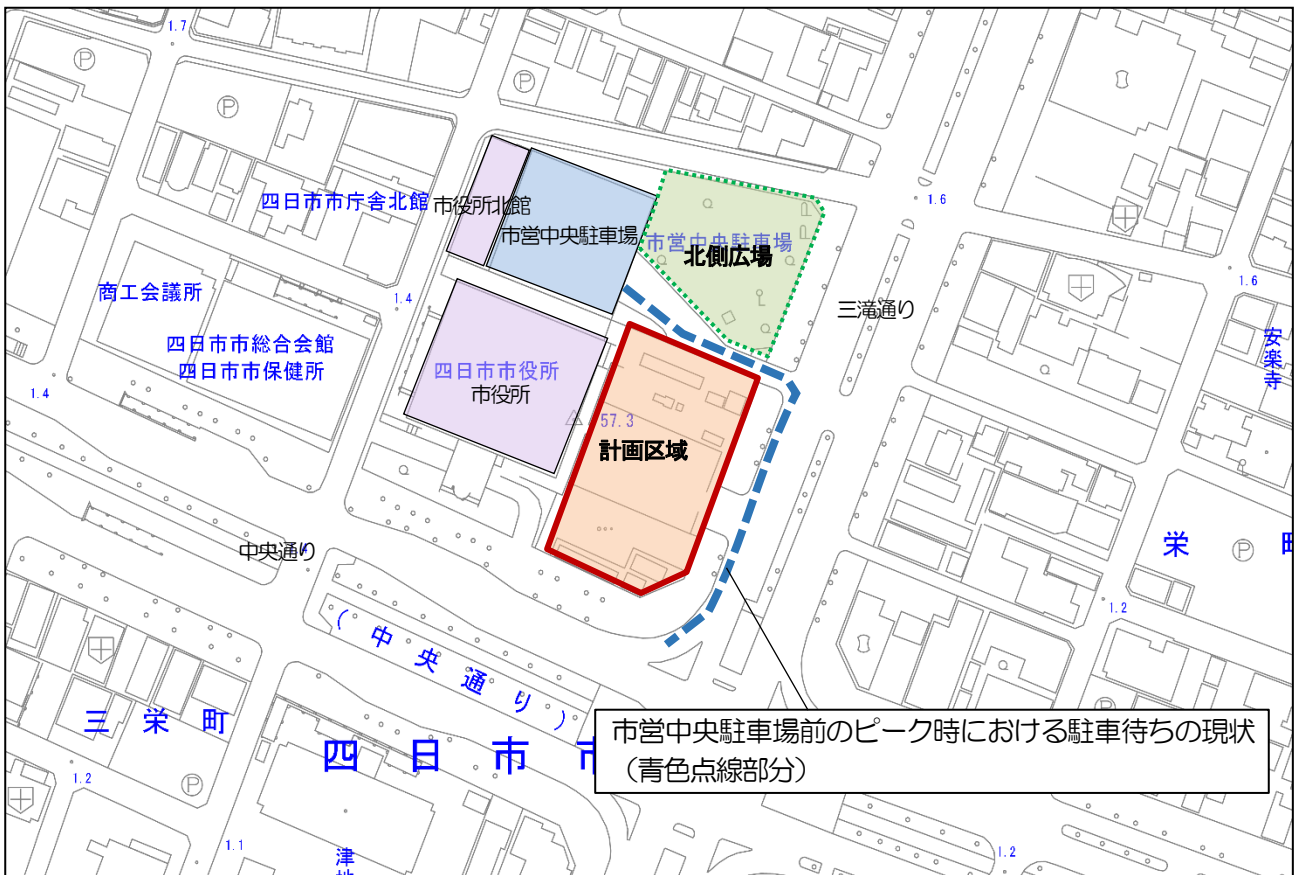 1.7
Ⓟ
Ⓟ
Ⓟ
四日市市庁舎北館
市役所北館
市営中央駐車場
市営中央駐車場
北側広場
1.6
商工会議所
1.4
三滝通り
1.6
四日市市総合会館
四日市市保健所
安楽寺
四日市市役所
市役所
1.4
57.3
計画区域
中央通り
栄 町
Ⓟ
1.2
(中央通り)
三栄町
四日市市
Ⓟ
市営中央駐車場前のピーク時における駐車待ちの現状
(青色点線部分)
1.2
Ⓟ
1.1
1.2
津